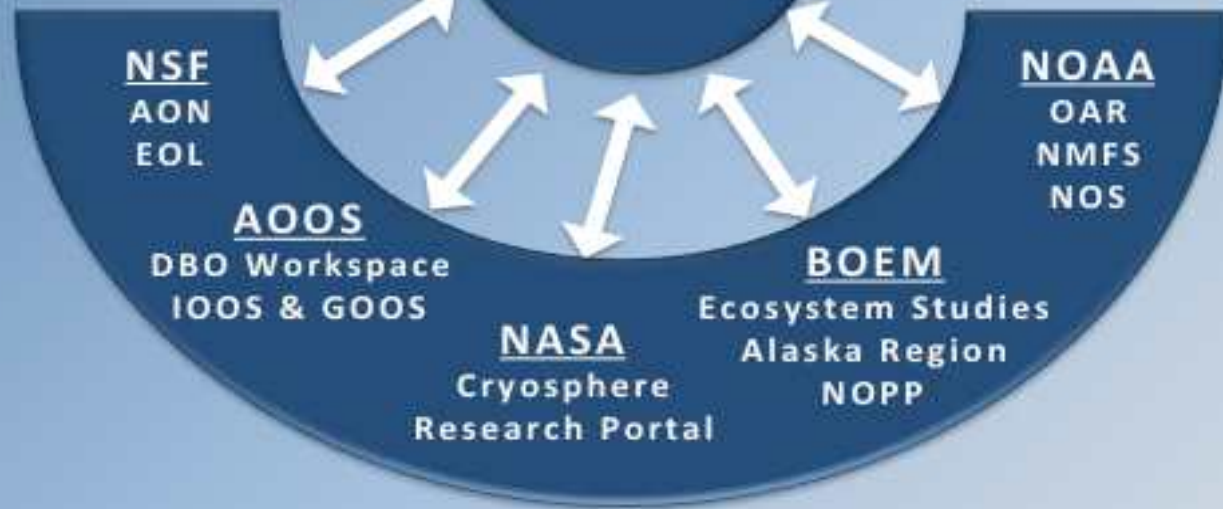 NSF
AON
EOL
AOOS
DBO Workspace
IOOS & GOOS
NASA
Cryosphere
Research Portal
BOEM
Ecosystem Studies
Alaska Region
NOPP
NOAA
OAR
NMFS
NOS